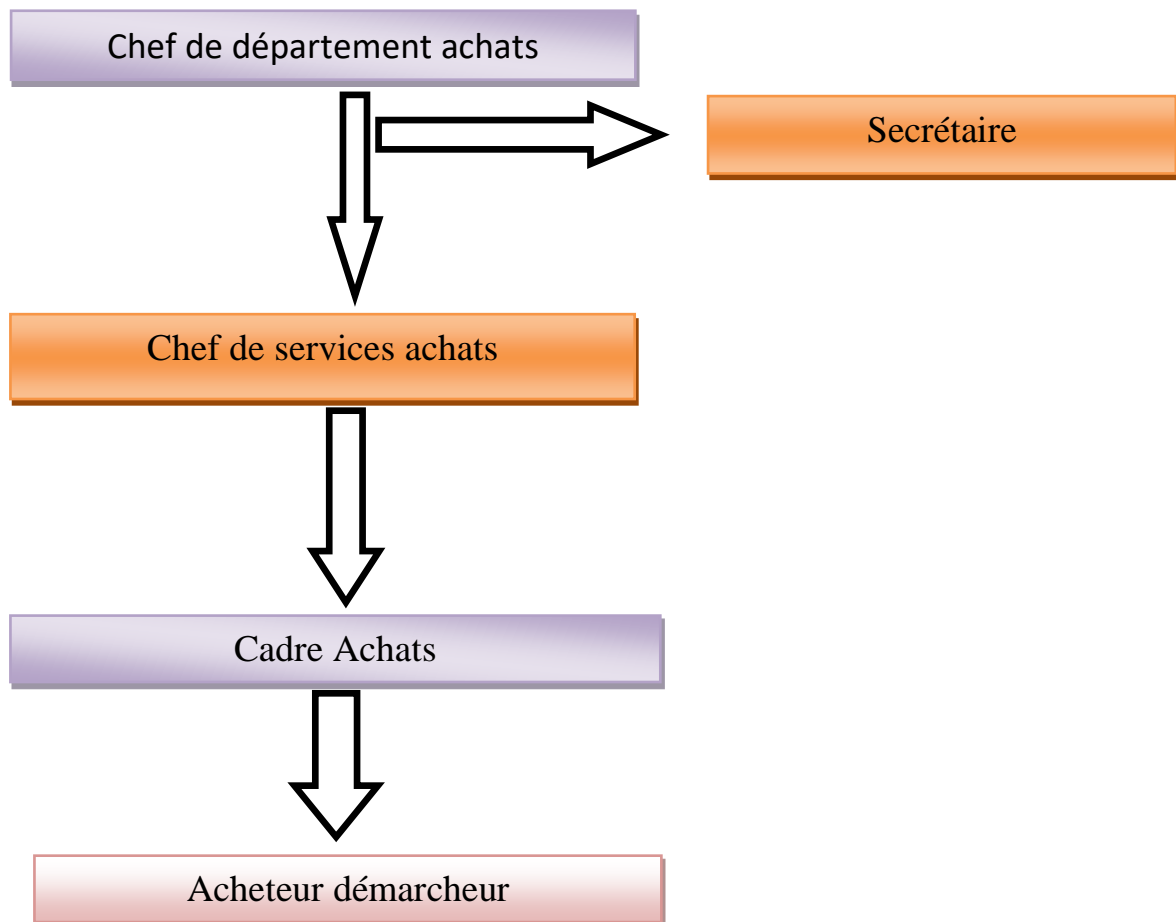 Chef de département achats
Secrétaire
Chef de services achats
Cadre Achats
Acheteur démarcheur